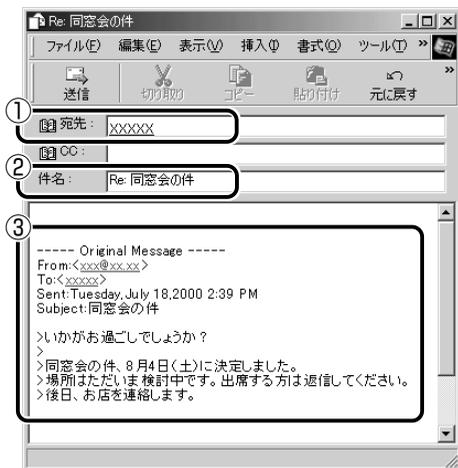 Re: 同窓会の件
ファイル(F) 編集(E) 表示(V) 挿入(I) 書式(O) ツール(T) »
送信 切り取り コピー 貼り付け 元に戻す »
① 宛先: xxxxx
CC:
② 件名: Re: 同窓会の件
③
----- Original Message -----
From:<xxx@xx.xx>
To:<xxxxx>
Sent:Tuesday,July 18,2000 2:39 PM
Subject:同窓会の件
>いかがお過ごしでしょうか?
>
>同窓会の件、8月4日(土)に決定しました。
>場所はただいま検討中です。出席する方は返信してください。
>後日、お店を連絡します。